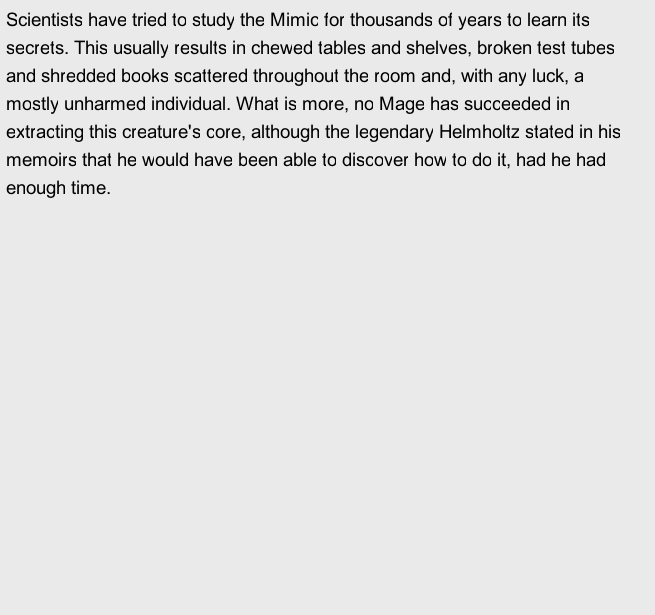 Scientists have tried to study the Mimic for thousands of years to learn its
secrets. This usually results in chewed tables and shelves, broken test tubes
and shredded books scattered throughout the room and, with any luck, a
mostly unharmed individual. What is more, no Mage has succeeded in
extracting this creature's core, although the legendary Helmholtz stated in his
memoirs that he would have been able to discover how to do it, had he had
enough time.